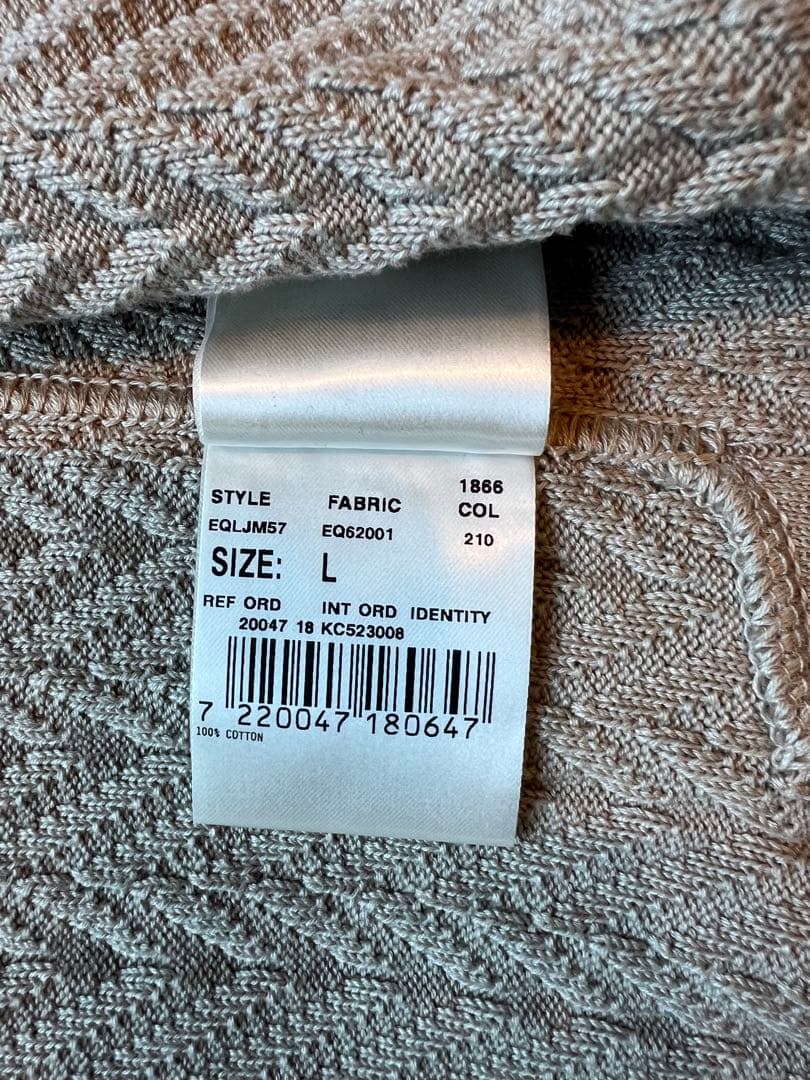 STYLE FABRIC 1866 COL
EQLJM57 EQ62001 210
SIZE: L
REF ORD INT ORD IDENTITY
20047 18 KC523008
7 220047 180647
100% COTTON